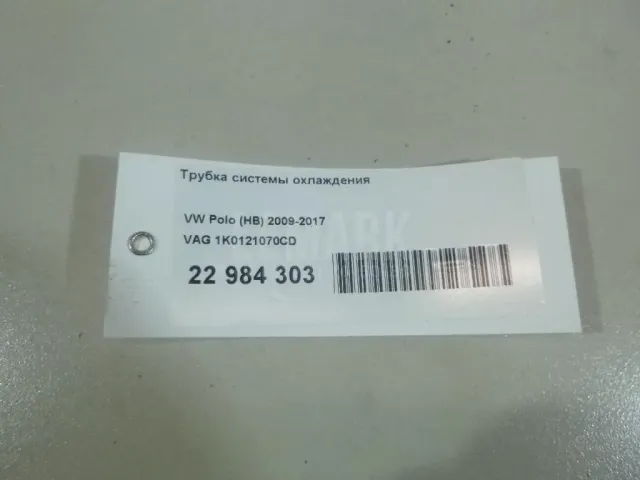 Трубка системы охлаждения
VW Polo (HB) 2009-2017
VAG 1K0121070CD
22 984 303